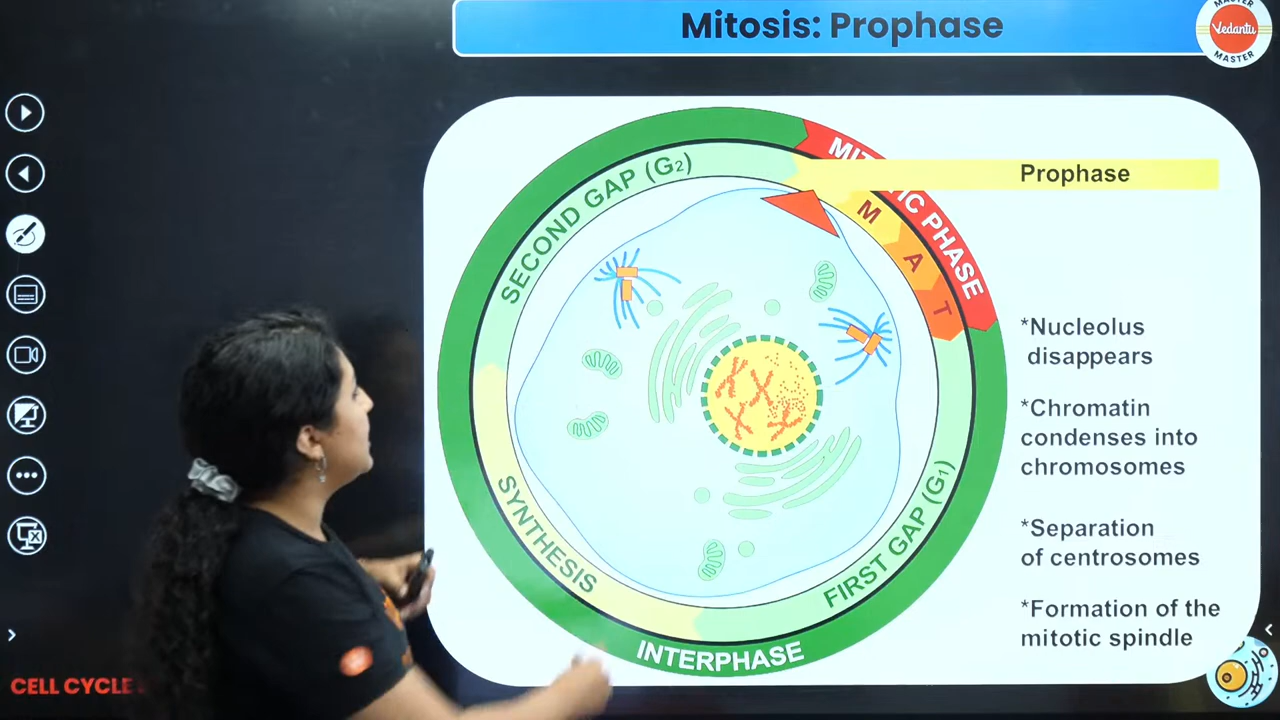 Mitosis: Prophase
MASTER
Vedantu
MASTER
SECOND GAP (G2)
Prophase
M
A
T
SYNTHESIS
FIRST GAP (G1)
INTERPHASE
*Nucleolus
disappears
*Chromatin
condenses into
chromosomes
*Separation
of centrosomes
*Formation of the
mitotic spindle
CELL CYCLE